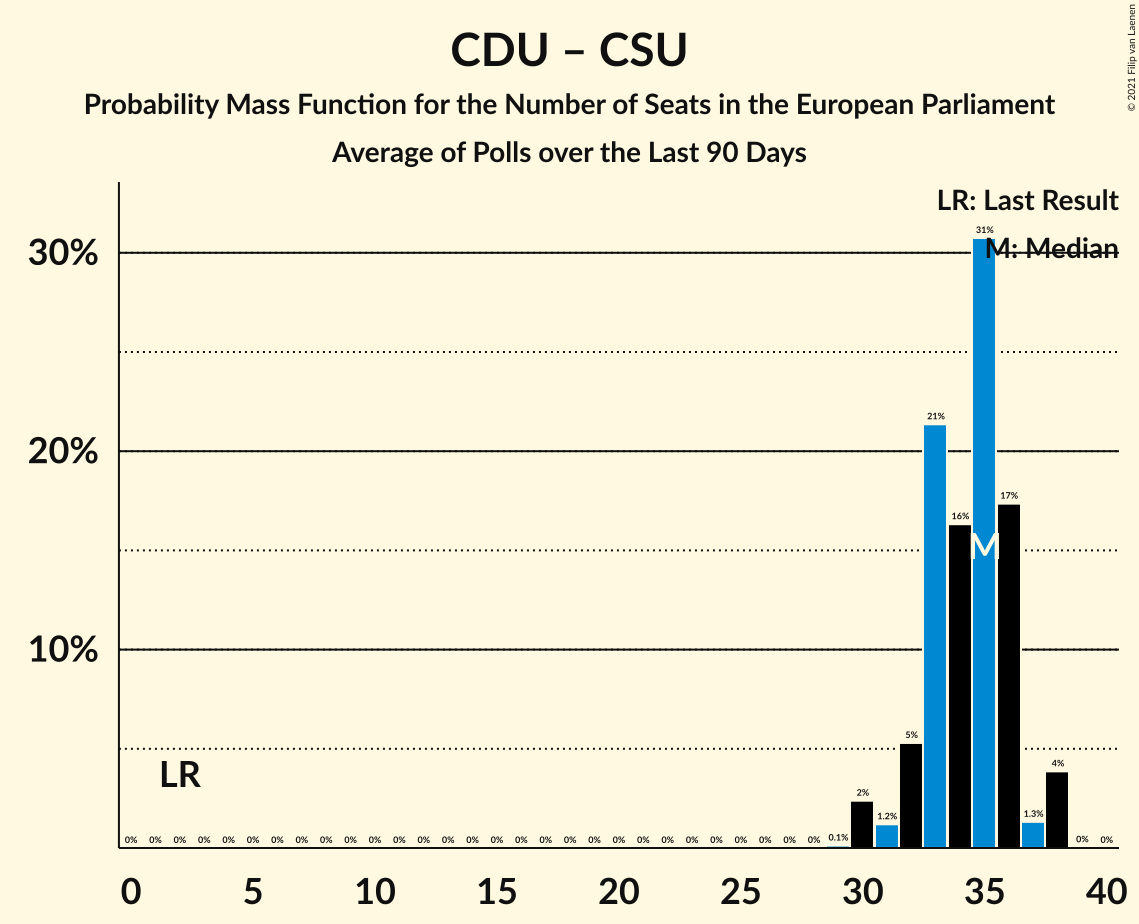 CDU – CSU
Probability Mass Function for the Number of Seats in the European Parliament
Average of Polls over the Last 90 Days
© 2021 Filip van Laenen
LR: Last Result
M: Median
30%
20%
10%
31%
21%
17%
16%
M
5%
4%
2%
1.3%
1.2%
0.1%
LR
0% 0% 0% 0% 0% 0% 0% 0% 0% 0% 0% 0% 0% 0% 0% 0% 0% 0% 0% 0% 0% 0% 0% 0% 0% 0% 0% 0% 0% 0% 0%
0 5 10 15 20 25 30 35 40